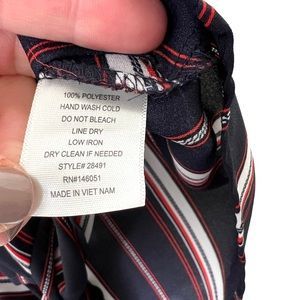 100% POLYESTER
HAND WASH COLD
DO NOT BLEACH
LINE DRY
LOW IRON
DRY CLEAN IF NEEDED
STYLE# 28491
RN#146051
MADE IN VIET NAM